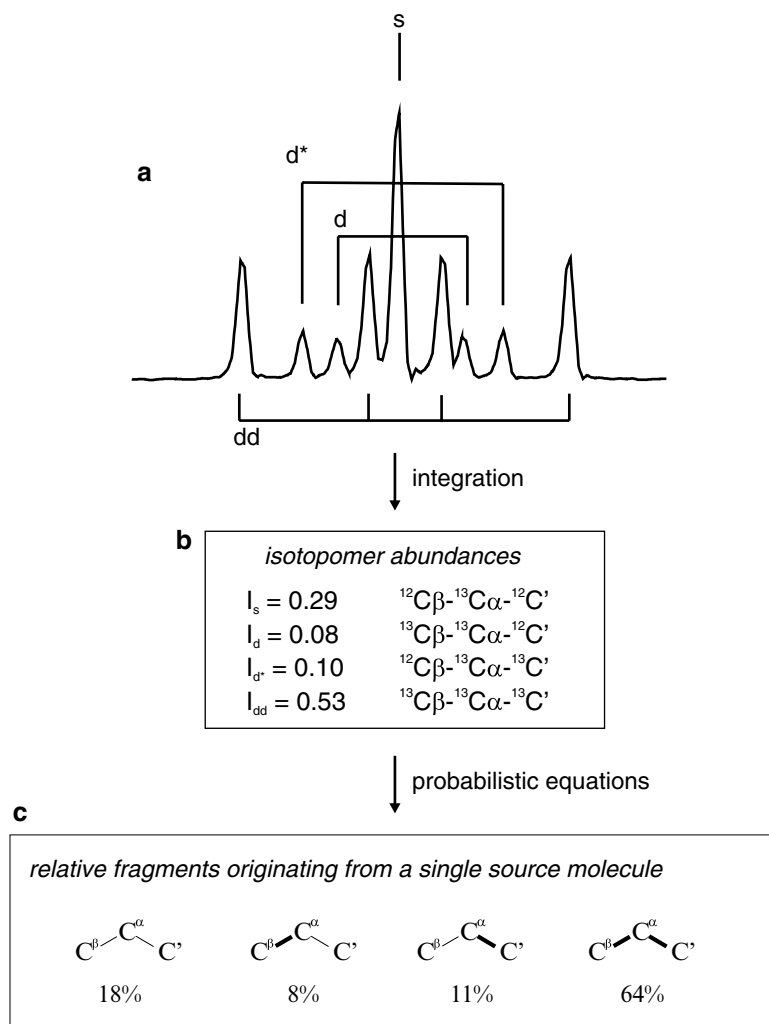 s
d*
a
d
dd
integration
b
isotopomer abundances
Is = 0.29 ¹²Cβ-¹³Cα-¹²C’
Id = 0.08 ¹³Cβ-¹³Cα-¹²C’
Id* = 0.10 ¹²Cβ-¹³Cα-¹³C’
Idd = 0.53 ¹³Cβ-¹³Cα-¹³C’
probabilistic equations
c
relative fragments originating from a single source molecule
Cβ Cα C’ Cβ Cα C’ Cβ Cα C’ Cβ Cα C’
18% 8% 11% 64%